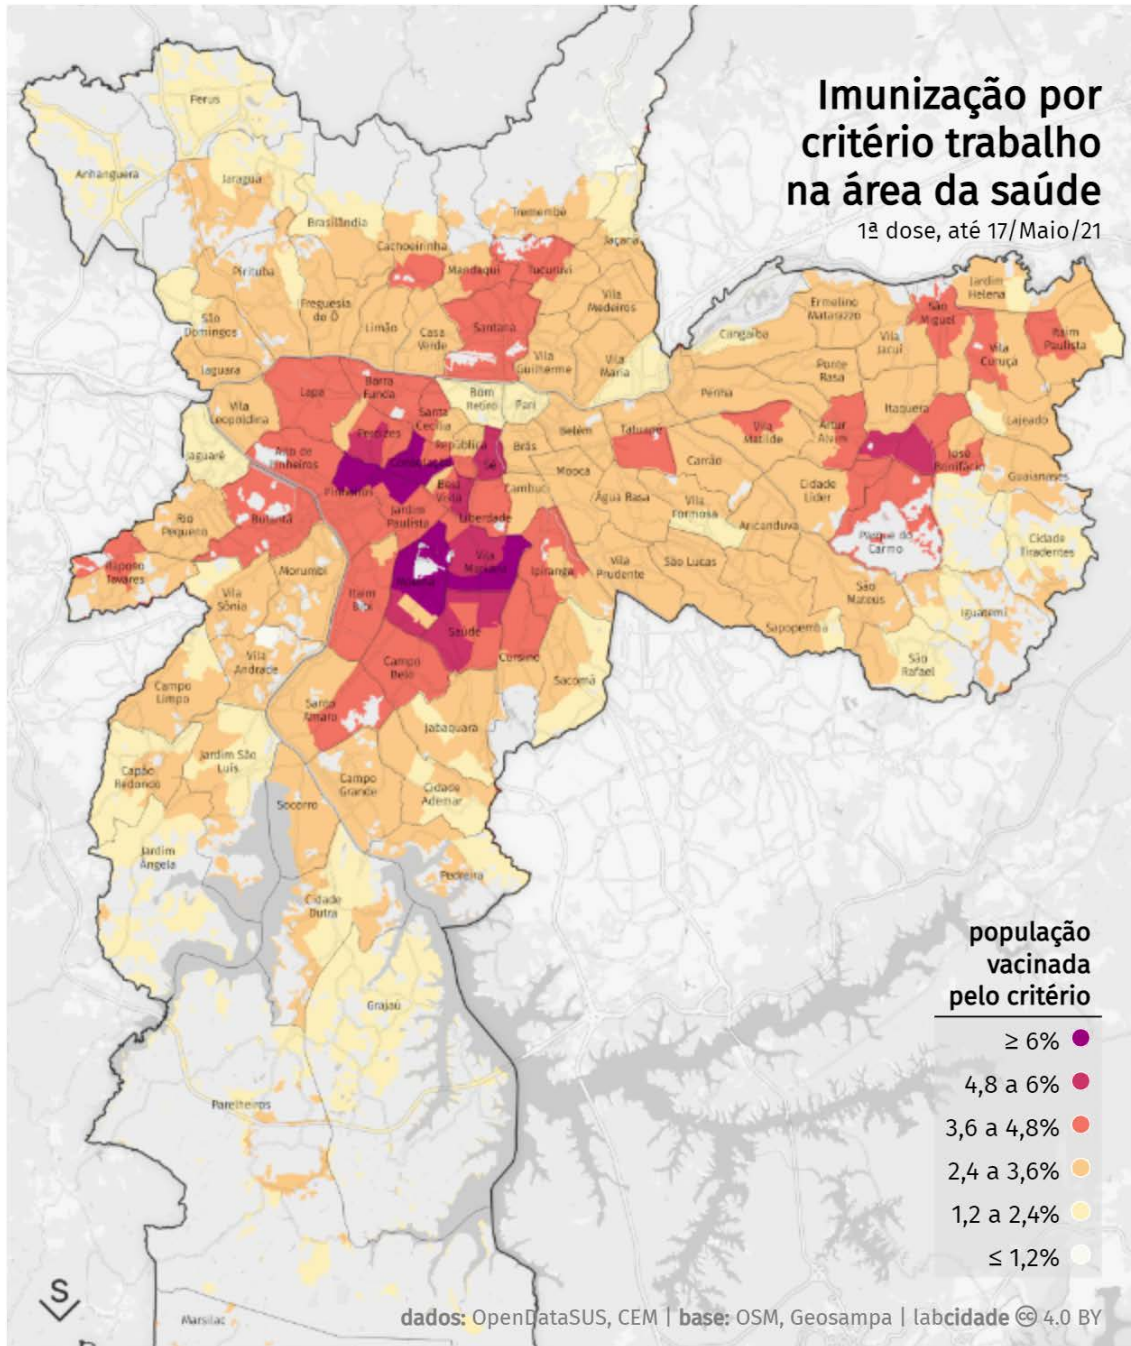 Imunização por
critério trabalho
na área da saúde
1ª dose, até 17/Maio/21
Perus
Anhanguera
Jaraguá
Brasilândia
Tremembé
Cachoeirinha
Jaçanã
Pirituba
Mandaqui
Tucuruvi
Freguesia
do Ó
Vila
Medeiros
São
Domingos
Limão
Casa
Verde
Santana
Jaguara
Vila
Guilherme
Vila
Maria
Cangaíba
Ermelino
Matarazzo
Jardim
Helena
São
Miguel
Vila
Jacuí
Vila
Curuçá
Itaim
Paulista
Ponte
Rasa
Lapa
Barra
Funda
Bom
Retiro
Pari
Penha
Vila
Leopoldina
Santa
Cecília
Itaquera
Lajeado
Perdizes
República
Brás
Belém
Tatuapé
Vila
Matilde
Artur
Alvim
Jaguaré
Alto de
Pinheiros
Consolação
Sé
Mooca
Carrão
José
Bonifácio
Guaianases
Pinheiros
Bela
Vista
Cambuci
Água Rasa
Cidade
Líder
Rio
Pequeno
Butantã
Jardim
Paulista
Liberdade
Vila
Formosa
Aricanduva
Parque do
Carmo
Cidade
Tiradentes
Raposo
Tavares
Morumbi
Moema
Vila
Mariana
Ipiranga
Vila
Prudente
São Lucas
Vila
Sônia
Itaim
Bibi
São
Mateus
Iguatemi
Saúde
Sapopemba
Vila
Andrade
Campo
Belo
Cursino
São
Rafael
Campo
Limpo
Sacomã
Santo
Amaro
Jabaquara
Capão
Redondo
Jardim São
Luís
Campo
Grande
Cidade
Ademar
Socorro
Jardim
Ângela
Pedreira
Cidade
Dutra
Grajaú
Parelheiros
Marsilac
população
vacinada
pelo critério
≥ 6%
4,8 a 6%
3,6 a 4,8%
2,4 a 3,6%
1,2 a 2,4%
≤ 1,2%
S
dados: OpenDataSUS, CEM | base: OSM, Geosampa | labcidade cc 4.0 BY